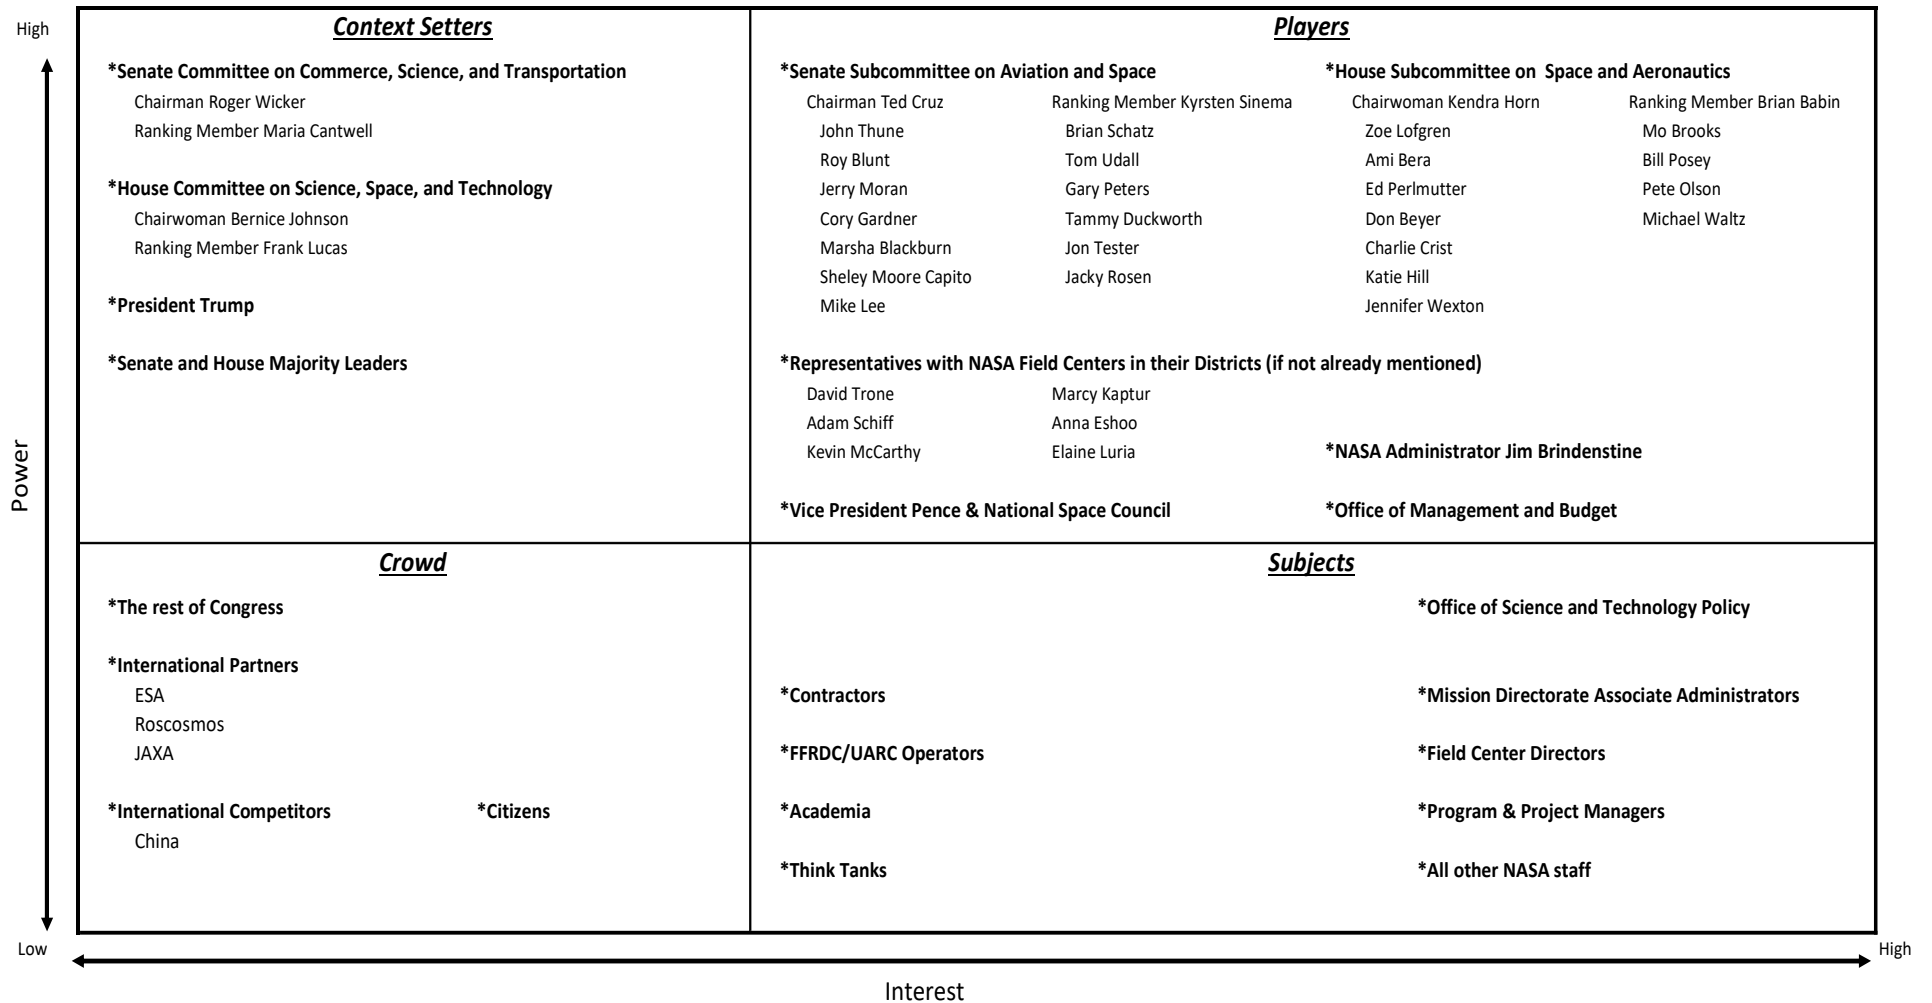 High
Context Setters
*Senate Committee on Commerce, Science, and Transportation
Chairman Roger Wicker
Ranking Member Maria Cantwell
*House Committee on Science, Space, and Technology
Chairwoman Bernice Johnson
Ranking Member Frank Lucas
*President Trump
*Senate and House Majority Leaders
Players
*Senate Subcommittee on Aviation and Space
Chairman Ted Cruz
John Thune
Roy Blunt
Jerry Moran
Cory Gardner
Marsha Blackburn
Sheley Moore Capito
Mike Lee
Ranking Member Kyrsten Sinema
Brian Schatz
Tom Udall
Gary Peters
Tammy Duckworth
Jon Tester
Jacky Rosen
*House Subcommittee on Space and Aeronautics
Chairwoman Kendra Horn
Zoe Lofgren
Ami Bera
Ed Perlmutter
Don Beyer
Charlie Crist
Katie Hill
Jennifer Wexton
Ranking Member Brian Babin
Mo Brooks
Bill Posey
Pete Olson
Michael Waltz
*Representatives with NASA Field Centers in their Districts (if not already mentioned)
David Trone
Adam Schiff
Kevin McCarthy
Marcy Kaptur
Anna Eshoo
Elaine Luria
*NASA Administrator Jim Brindenstine
*Vice President Pence & National Space Council
*Office of Management and Budget
Power
Crowd
*The rest of Congress
*International Partners
ESA
Roscosmos
JAXA
*International Competitors
China
*Citizens
Subjects
*Contractors
*FFRDC/UARC Operators
*Academia
*Think Tanks
*Office of Science and Technology Policy
*Mission Directorate Associate Administrators
*Field Center Directors
*Program & Project Managers
*All other NASA staff
Low
High
Interest